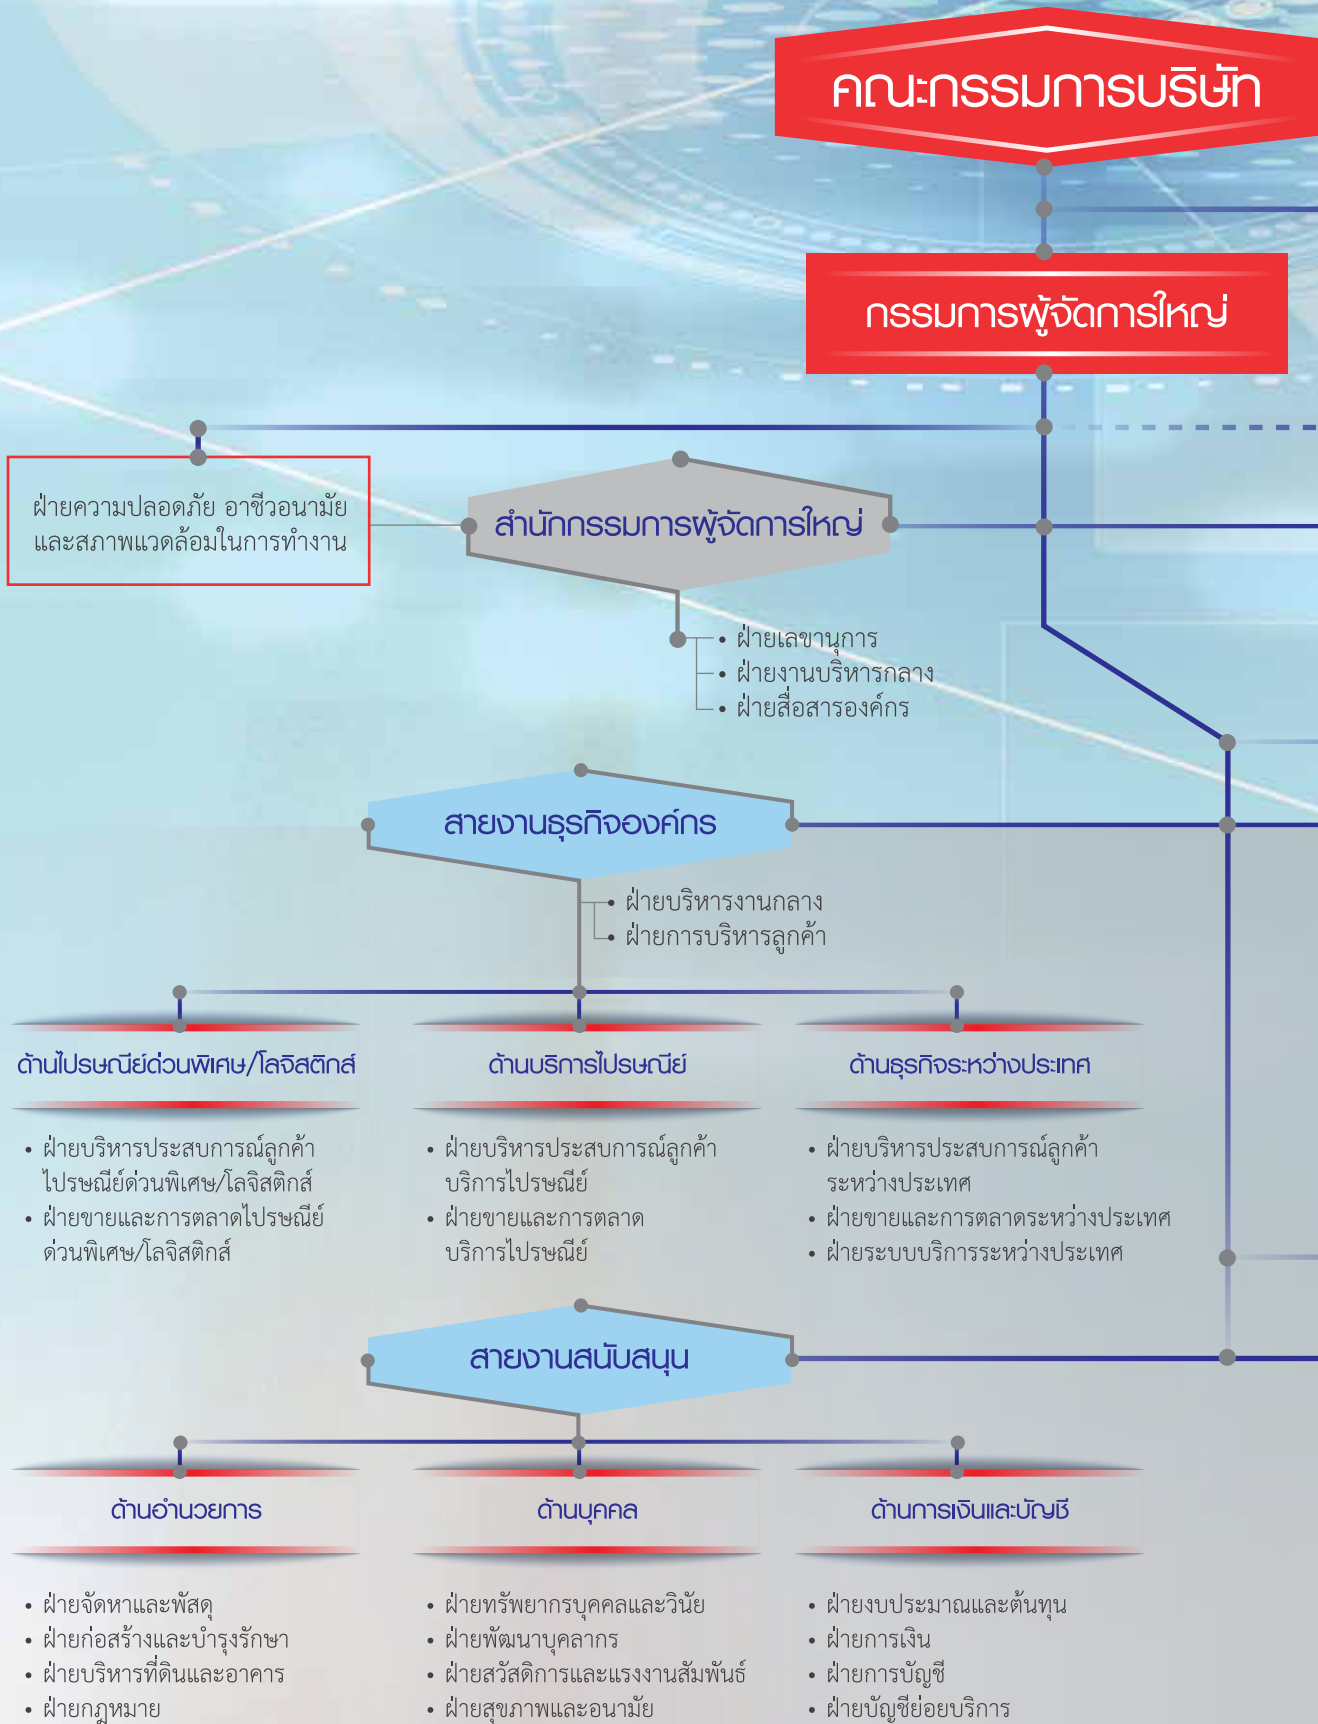 คณะกรรมการบริษัท
กรรมการผู้จัดการใหญ่
ฝ่ายความปลอดภัย อาชีวอนามัย
และสภาพแวดล้อมในการทำงาน
สำนักกรรมการผู้จัดการใหญ่
• ฝ่ายเลขานุการ
• ฝ่ายงานบริหารกลาง
• ฝ่ายสื่อสารองค์กร
สายงานธุรกิจองค์กร
• ฝ่ายบริหารงานกลาง
• ฝ่ายการบริหารลูกค้า
ด้านไปรษณีย์ด่วนพิเศษ/โลจิสติกส์
• ฝ่ายบริหารประสบการณ์ลูกค้า
ไปรษณีย์ด่วนพิเศษ/โลจิสติกส์
• ฝ่ายขายและการตลาดไปรษณีย์
ด่วนพิเศษ/โลจิสติกส์
ด้านบริการไปรษณีย์
• ฝ่ายบริหารประสบการณ์ลูกค้า
บริการไปรษณีย์
• ฝ่ายขายและการตลาด
บริการไปรษณีย์
ด้านธุรกิจระหว่างประเทศ
• ฝ่ายบริหารประสบการณ์ลูกค้า
ระหว่างประเทศ
• ฝ่ายขายและการตลาดระหว่างประเทศ
• ฝ่ายระบบบริการระหว่างประเทศ
สายงานสนับสนุน
ด้านอำนวยการ
• ฝ่ายจัดหาและพัสดุ
• ฝ่ายก่อสร้างและบำรุงรักษา
• ฝ่ายบริหารที่ดินและอาคาร
• ฝ่ายกฎหมาย
ด้านบุคคล
• ฝ่ายทรัพยากรบุคคลและวินัย
• ฝ่ายพัฒนาบุคลากร
• ฝ่ายสวัสดิการและแรงงานสัมพันธ์
• ฝ่ายสุขภาพและอนามัย
ด้านการเงินและบัญชี
• ฝ่ายงบประมาณและต้นทุน
• ฝ่ายการเงิน
• ฝ่ายการบัญชี
• ฝ่ายบัญชีย่อยบริการ